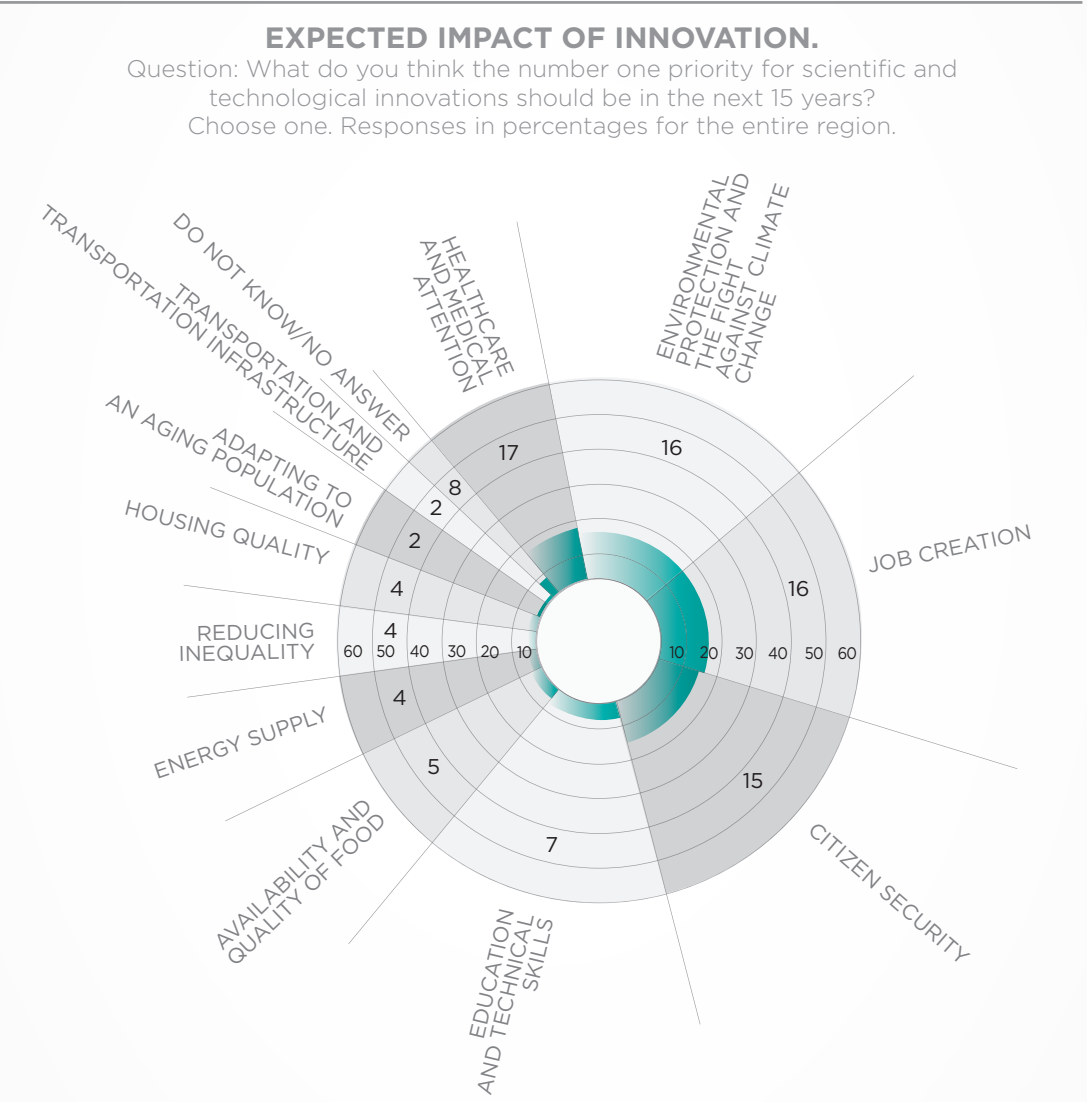 EXPECTED IMPACT OF INNOVATION.
Question: What do you think the number one priority for scientific and
technological innovations should be in the next 15 years?
Choose one. Responses in percentages for the entire region.
ENVIRONMENTAL
PROTECTION AND
THE FIGHT
AGAINST CLIMATE
CHANGE
16
JOB CREATION
16
CITIZEN SECURITY
15
EDUCATION
AND TECHNICAL
SKILLS
7
AVAILABILITY AND
QUALITY OF FOOD
5
ENERGY SUPPLY
4
REDUCING
INEQUALITY
4
HOUSING QUALITY
4
ADAPTING TO
AN AGING POPULATION
2
TRANSPORTATION AND
TRANSPORTATION INFRASTRUCTURE
2
DO NOT KNOW/NO ANSWER
8
HEALTHCARE
AND MEDICAL
ATTENTION
17
60 50 40 30 20 10 10 20 30 40 50 60